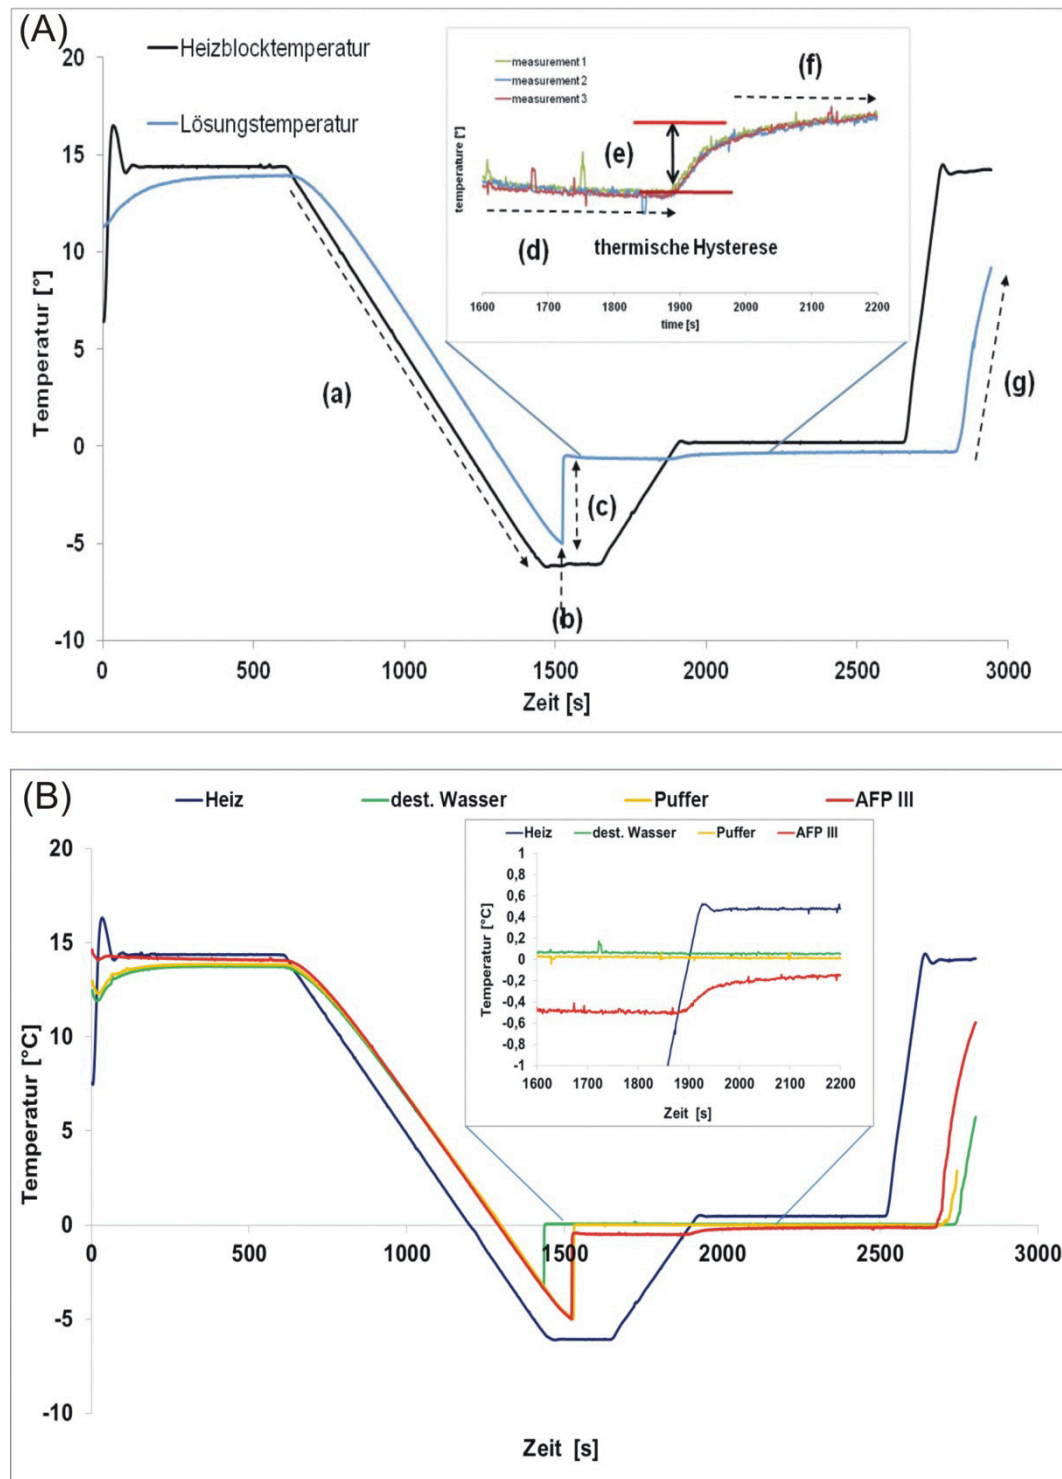 (A)
Heizblocktemperatur
Lösungstemperatur
measurement 1
measurement 2
measurement 3
(f)
(e)
(d)
thermische Hysterese
temperature [°]
1600 1700 1800 1900 2000 2100 2200
time [s]
(a)
(g)
(c)
(b)
Temperatur [°]
20
15
10
5
0
-5
-10
0 500 1000 1500 2000 2500 3000
Zeit [s]
(B)
Heiz dest. Wasser Puffer AFP III
Heiz dest. Wasser Puffer AFP III
Temperatur [°C]
1
0,8
0,6
0,4
0,2
0
-0,2
-0,4
-0,6
-0,8
-1
1600 1700 1800 1900 2000 2100 2200
Zeit [s]
Temperatur [°C]
20
15
10
5
0
-5
-10
0 500 1000 1500 2000 2500 3000
Zeit [s]